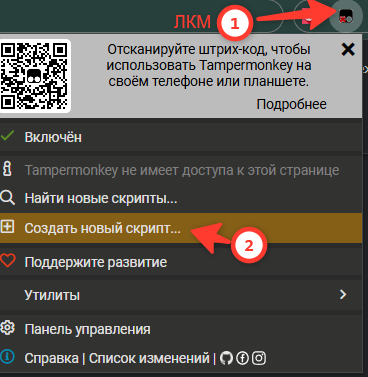 ЛКМ 1
Отсканируйте штрих-код, чтобы
использовать Tampermonkey на
своём телефоне или планшете.
Подробнее
Включён
Tampermonkey не имеет доступа к этой странице
Найти новые скрипты...
Создать новый скрипт...
2
Поддержите развитие
Утилиты
Панель управления
Справка | Список изменений |